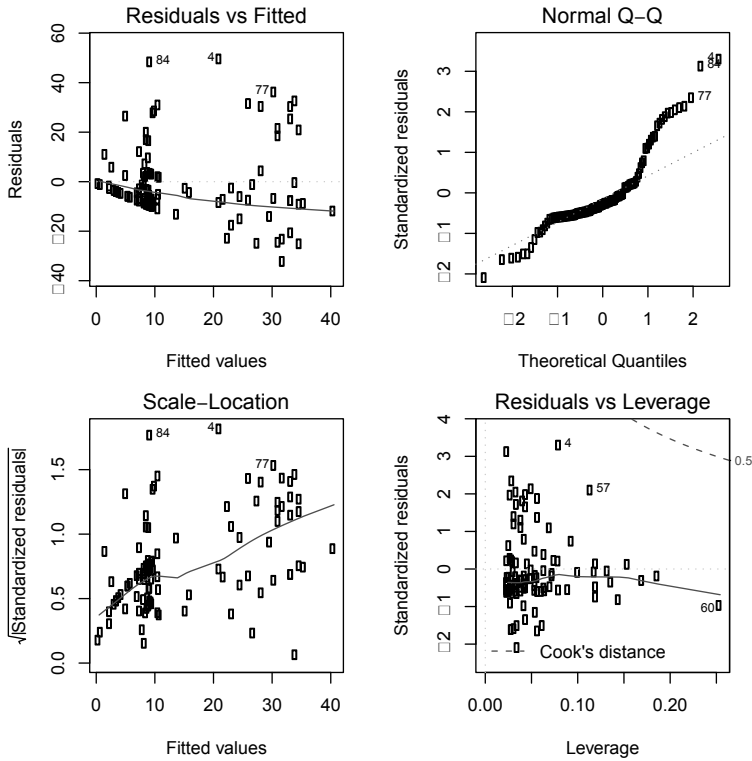 Residuals vs Fitted
Residuals
60
40
20
0
□20
□40
84
4
77
0 10 20 30 40
Fitted values
Normal Q−Q
Standardized residuals
3
2
1
0
□1
□2
4
84
77
□2 □1 0 1 2
Theoretical Quantiles
Scale−Location
√|Standardized residuals|
1.5
1.0
0.5
0.0
84
4
77
0 10 20 30 40
Fitted values
Residuals vs Leverage
Standardized residuals
4
3
2
1
0
□1
□2
4
57
60
0.5
Cook's distance
0.00 0.10 0.20
Leverage